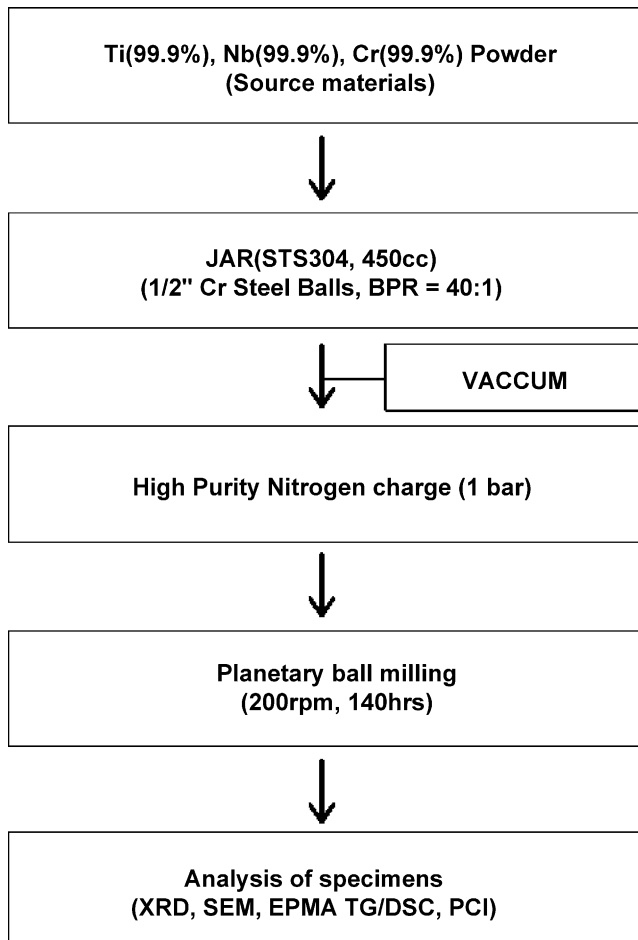 Ti(99.9%), Nb(99.9%), Cr(99.9%) Powder
(Source materials)
JAR(STS304, 450cc)
(1/2" Cr Steel Balls, BPR = 40:1)
VACCUM
High Purity Nitrogen charge (1 bar)
Planetary ball milling
(200rpm, 140hrs)
Analysis of specimens
(XRD, SEM, EPMA TG/DSC, PCI)